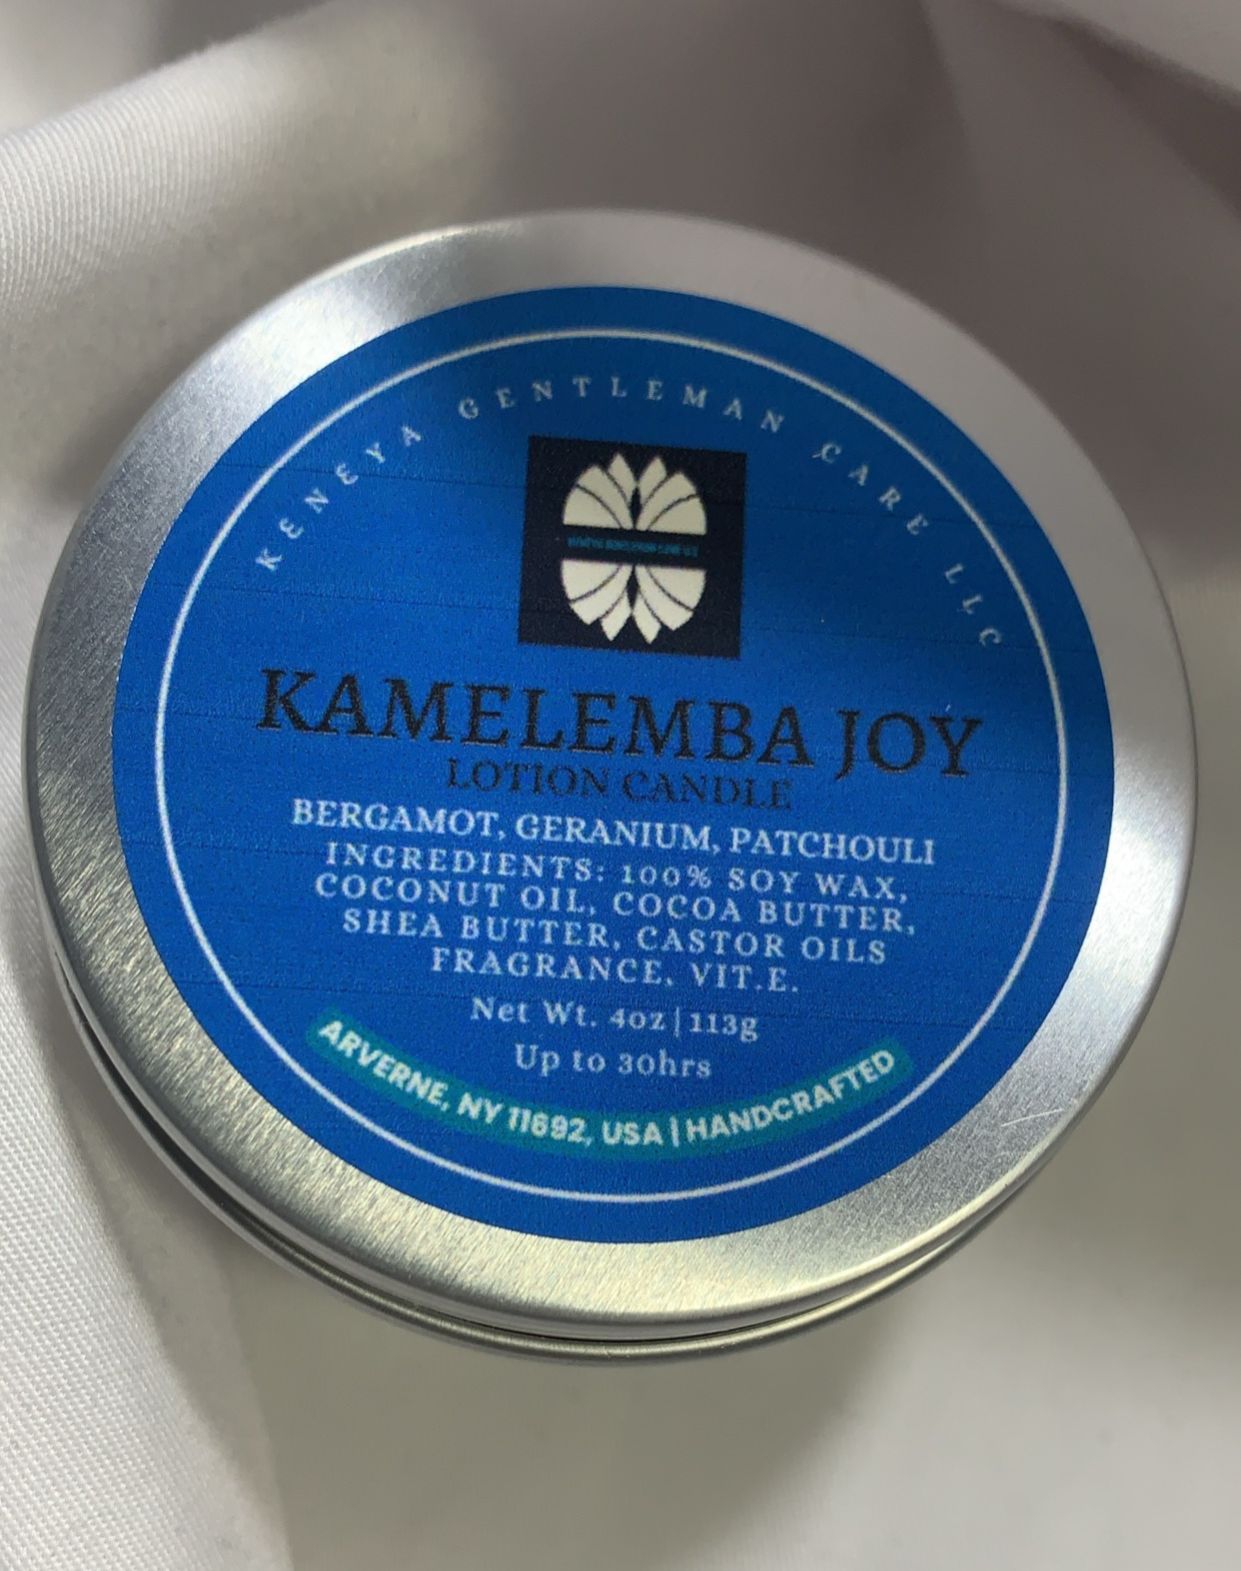 KENEYA GENTLEMAN CARE LLC
KAMELEMBA JOY
LOTION CANDLE
BERGAMOT, GERANIUM, PATCHOULI
INGREDIENTS: 100% SOY WAX,
COCONUT OIL, COCOA BUTTER,
SHEA BUTTER, CASTOR OILS
FRAGRANCE, VIT.E.
Net Wt. 4oz|113g
Up to 30hrs
ARVERNE, NY 11692, USA | HANDCRAFTED